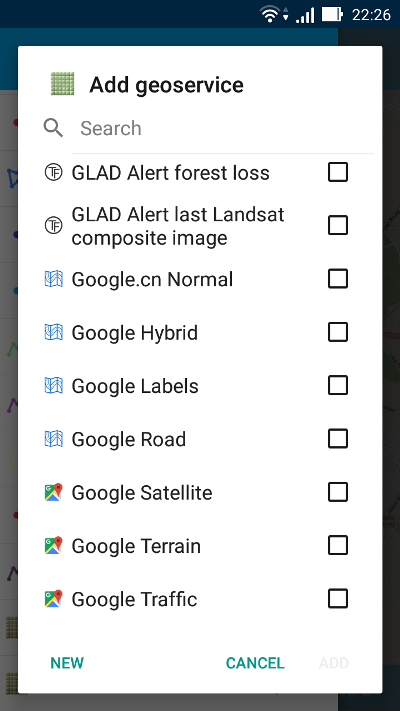 22:26
Add geoservice
Search
GLAD Alert forest loss
GLAD Alert last Landsat
composite image
Google.cn Normal
Google Hybrid
Google Labels
Google Road
Google Satellite
Google Terrain
Google Traffic
NEW CANCEL ADD